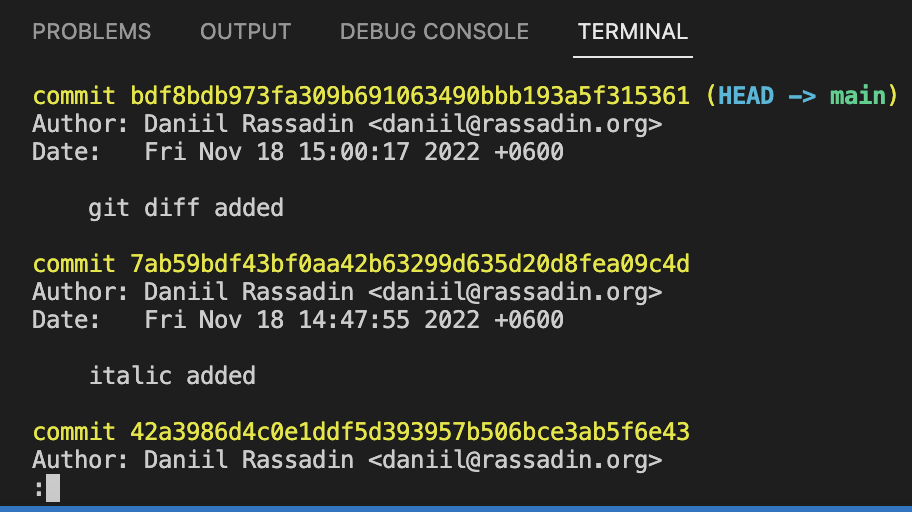 PROBLEMS OUTPUT DEBUG CONSOLE TERMINAL
commit bdf8bdb973fa309b691063490bbb193a5f315361 (HEAD -> main)
Author: Daniil Rassadin <daniil@rassadin.org>
Date:   Fri Nov 18 15:00:17 2022 +0600
git diff added
commit 7ab59bdf43bf0aa42b63299d635d20d8fea09c4d
Author: Daniil Rassadin <daniil@rassadin.org>
Date:   Fri Nov 18 14:47:55 2022 +0600
italic added
commit 42a3986d4c0e1ddf5d393957b506bce3ab5f6e43
Author: Daniil Rassadin <daniil@rassadin.org>
: